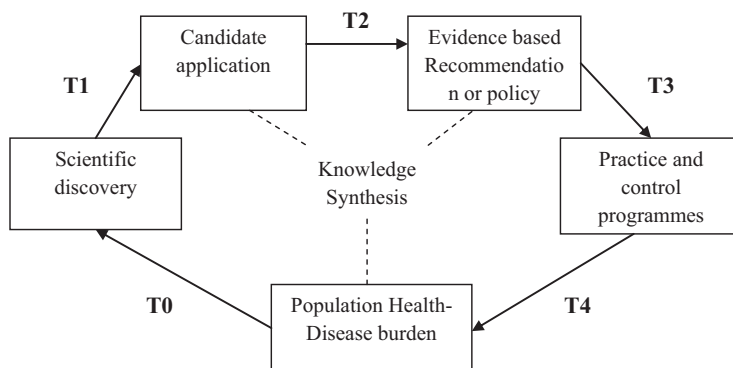 Candidate
application
T2
Evidence based
Recommendatio
n or policy
T1
T3
Scientific
discovery
Knowledge
Synthesis
Practice and
control
programmes
T0
Population Health-
Disease burden
T4